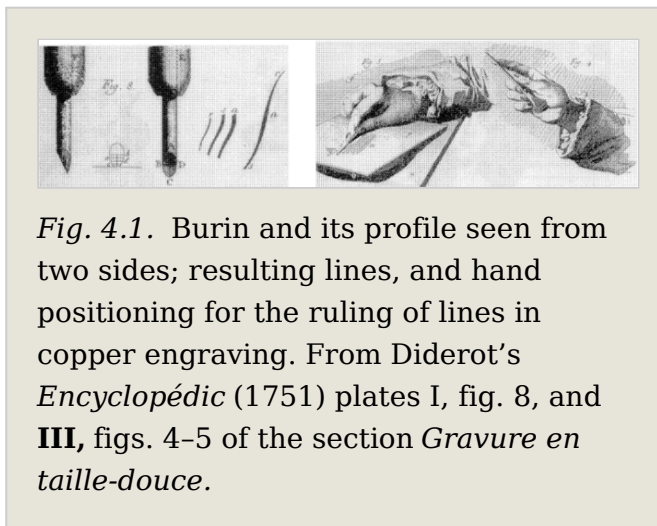 Fig. 8.
Fig. 4.1. Burin and its profile seen from
two sides; resulting lines, and hand
positioning for the ruling of lines in
copper engraving. From Diderot’s
Encyclopédic (1751) plates I, fig. 8, and
III, figs. 4–5 of the section Gravure en
taille-douce.